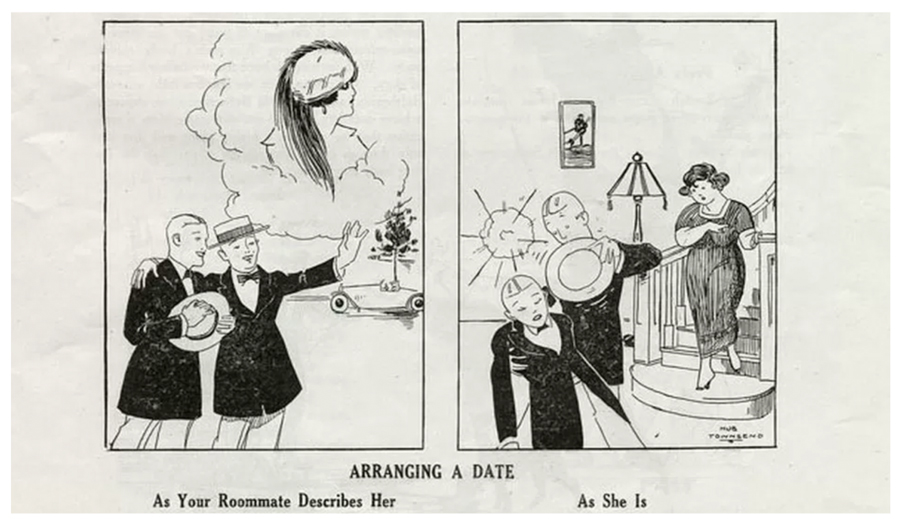 HUB
TOWNSEND
ARRANGING A DATE
As Your Roommate Describes Her
As She Is